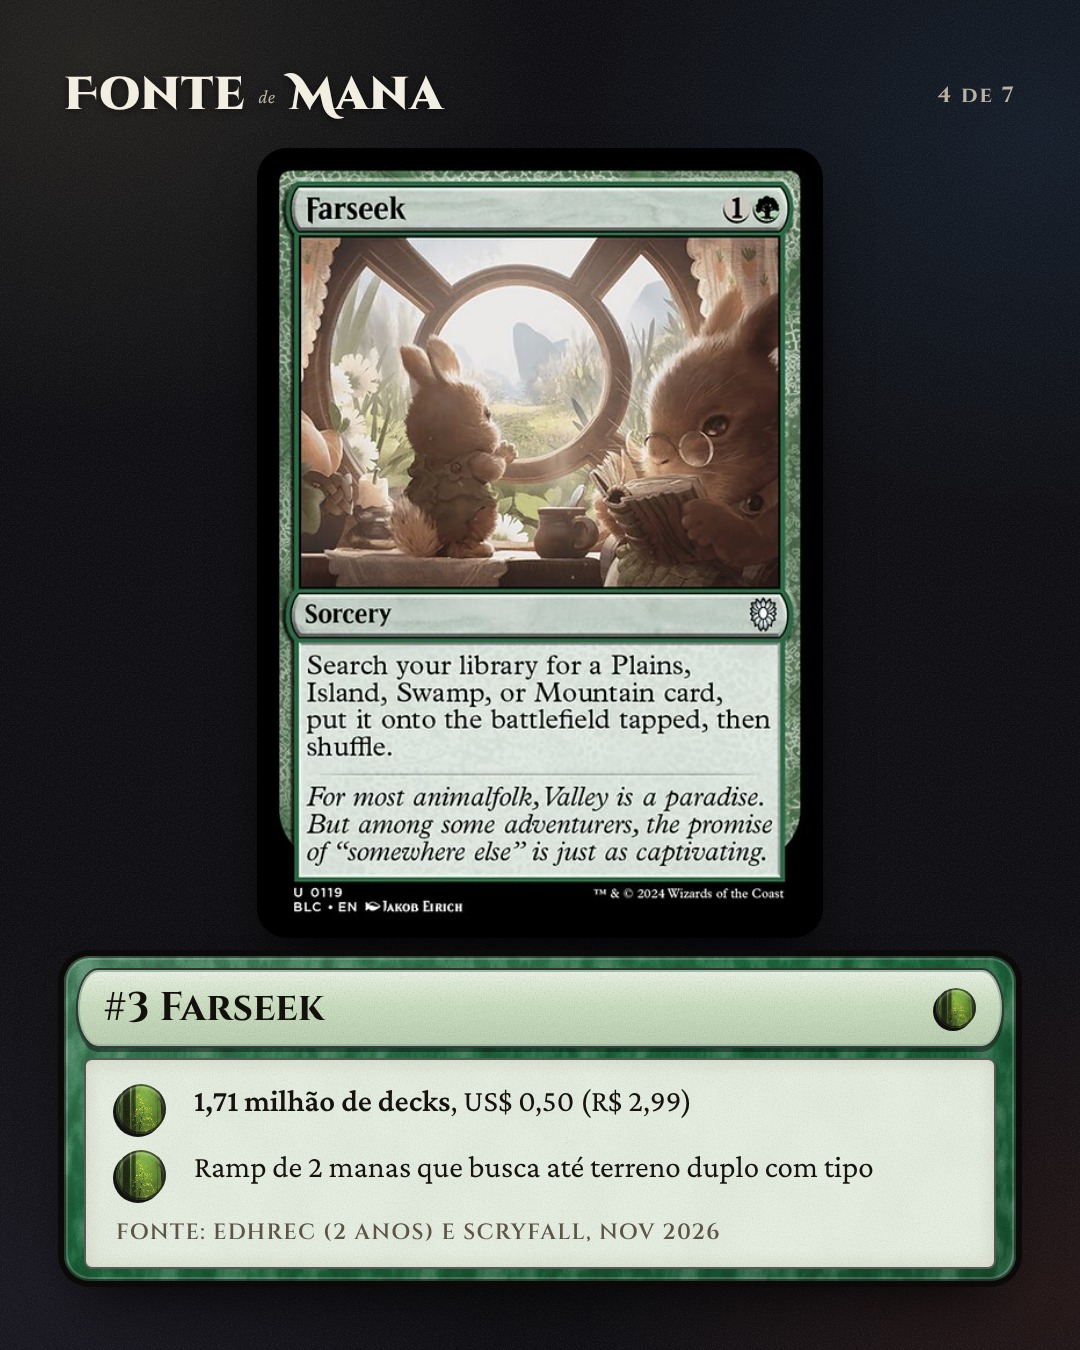 Fonte de Mana
4 de 7
Farseek 1
Sorcery
Search your library for a Plains,
Island, Swamp, or Mountain card,
put it onto the battlefield tapped, then
shuffle.
For most animalfolk, Valley is a paradise.
But among some adventurers, the promise
of “somewhere else” is just as captivating.
U 0119
BLC • EN Jakob Eirich
™ & © 2024 Wizards of the Coast
#3 Farseek
1,71 milhão de decks, US$ 0,50 (R$ 2,99)
Ramp de 2 manas que busca até terreno duplo com tipo
FONTE: EDHREC (2 ANOS) E SCRYFALL, NOV 2026